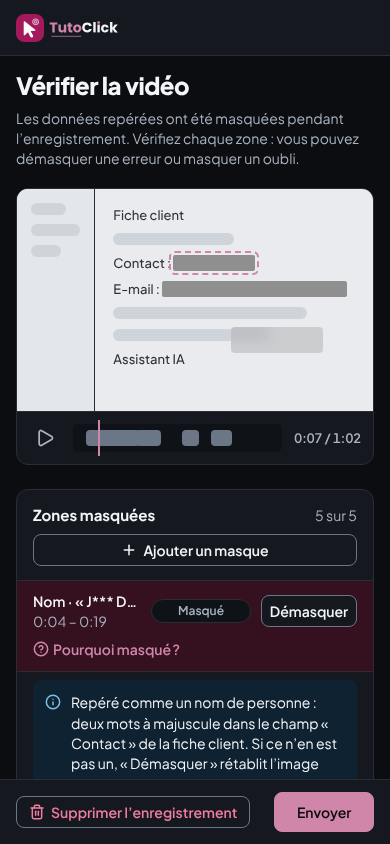 TutoClick
Vérifier la vidéo
Les données repérées ont été masquées pendant
l’enregistrement. Vérifiez chaque zone : vous pouvez
démasquer une erreur ou masquer un oubli.
Fiche client
Contact :
E-mail :
Assistant IA
0:07 / 1:02
Zones masquées
5 sur 5
+ Ajouter un masque
Nom · « J*** D…
Masqué
Démasquer
0:04 – 0:19
Pourquoi masqué ?
Repéré comme un nom de personne :
deux mots à majuscule dans le champ «
Contact » de la fiche client. Si ce n’en est
pas un, « Démasquer » rétablit l’image
Supprimer l’enregistrement
Envoyer